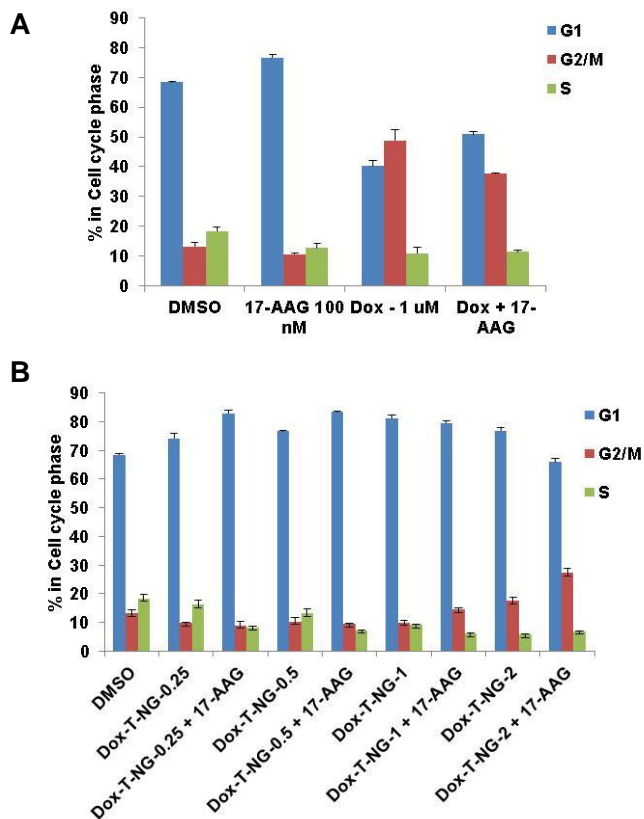 A
% in Cell cycle phase
90
80
70
60
50
40
30
20
10
0
DMSO
17-AAG 100
nM
Dox - 1 uM
Dox + 17-
AAG
G1
G2/M
S
B
% in Cell cycle phase
90
80
70
60
50
40
30
20
10
0
DMSO
Dox-T-NG-0.25
Dox-T-NG-0.25 + 17-AAG
Dox-T-NG-0.5
Dox-T-NG-0.5 + 17-AAG
Dox-T-NG-1
Dox-T-NG-1 + 17-AAG
Dox-T-NG-2
Dox-T-NG-2 + 17-AAG
G1
G2/M
S